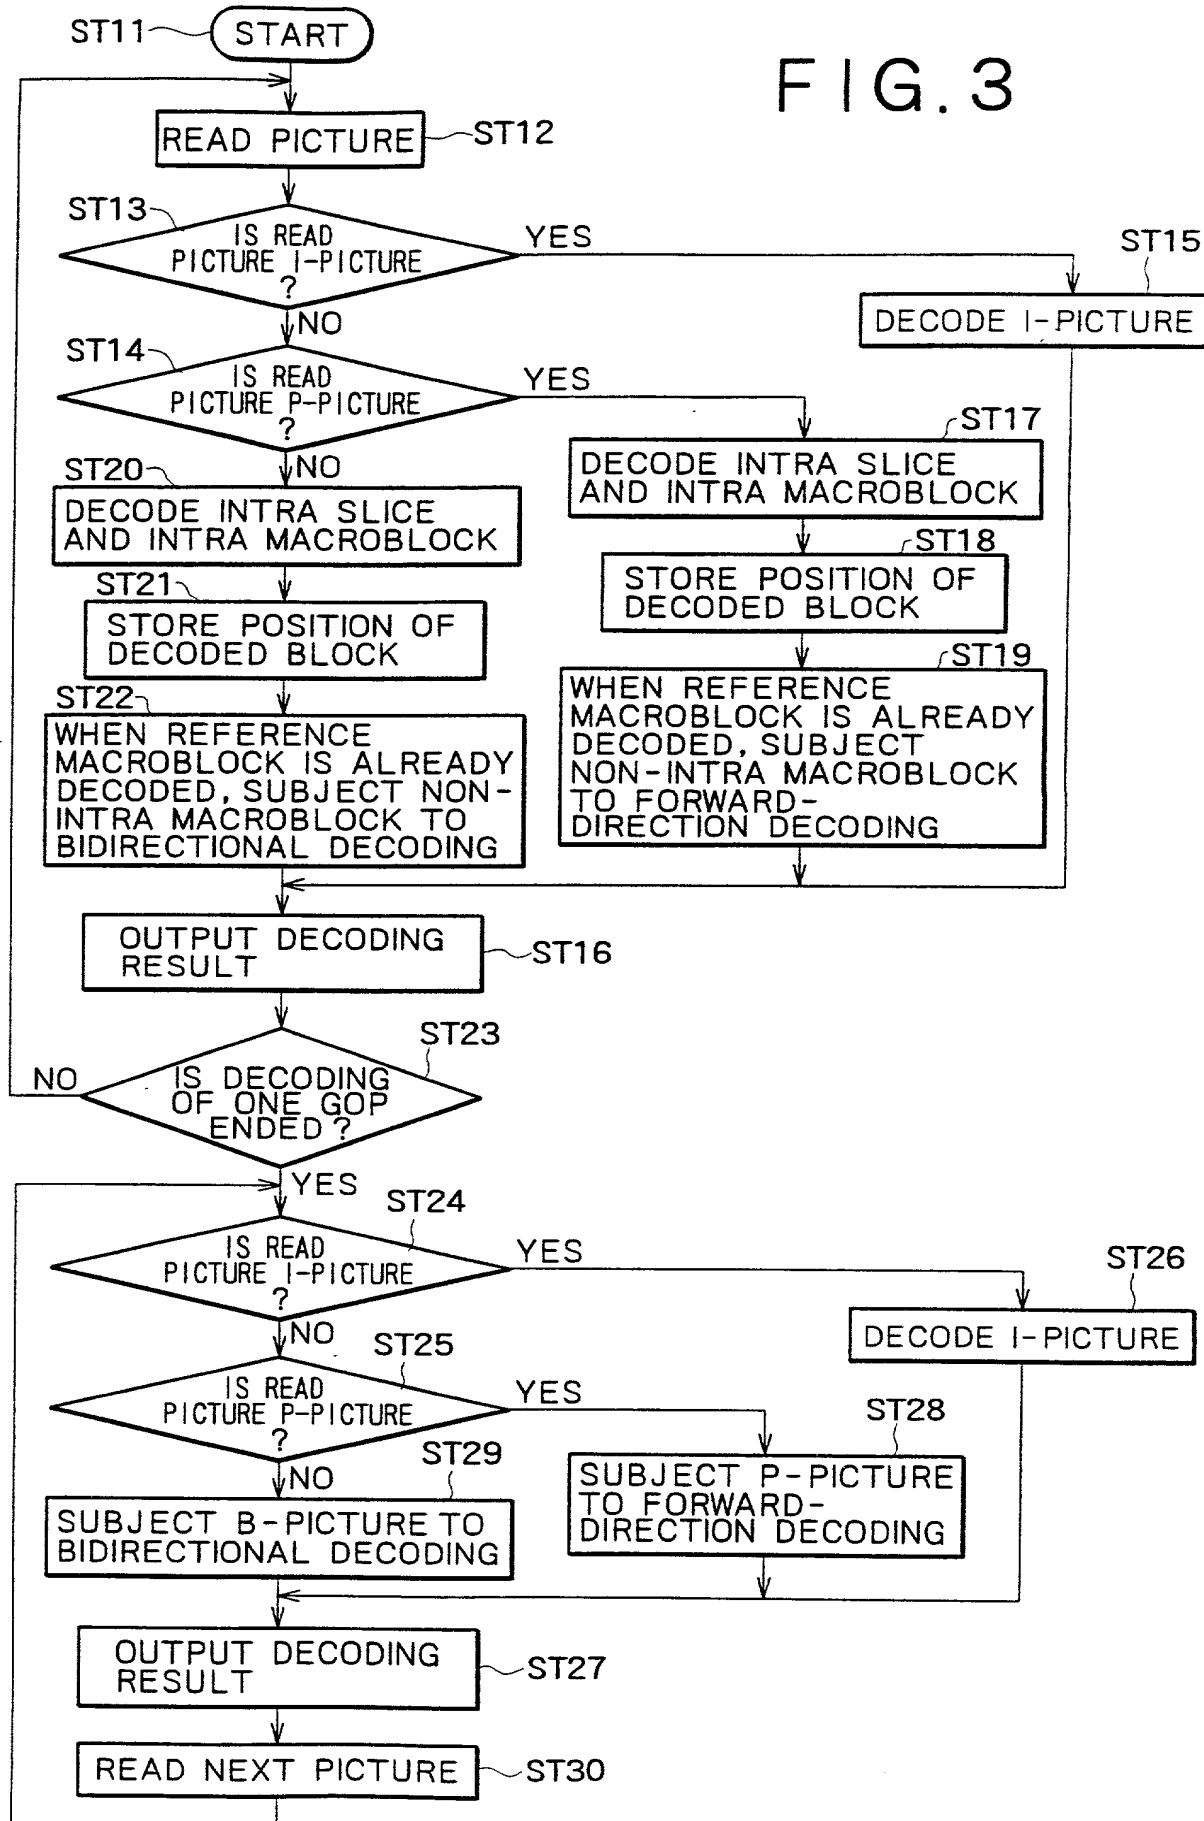 FIG. 3
ST11
START
READ PICTURE
ST12
ST13
IS READ
PICTURE I-PICTURE
?
YES
NO
ST15
DECODE I-PICTURE
ST14
IS READ
PICTURE P-PICTURE
?
YES
NO
ST17
DECODE INTRA SLICE
AND INTRA MACROBLOCK
ST18
STORE POSITION OF
DECODED BLOCK
ST19
WHEN REFERENCE
MACROBLOCK IS ALREADY
DECODED, SUBJECT
NON-INTRA MACROBLOCK
TO FORWARD-
DIRECTION DECODING
ST20
DECODE INTRA SLICE
AND INTRA MACROBLOCK
ST21
STORE POSITION OF
DECODED BLOCK
ST22
WHEN REFERENCE
MACROBLOCK IS ALREADY
DECODED, SUBJECT NON-
INTRA MACROBLOCK TO
BIDIRECTIONAL DECODING
OUTPUT DECODING
RESULT
ST16
ST23
NO
IS DECODING
OF ONE GOP
ENDED?
YES
ST24
IS READ
PICTURE I-PICTURE
?
YES
NO
ST26
DECODE I-PICTURE
ST25
IS READ
PICTURE P-PICTURE
?
YES
NO
ST28
SUBJECT P-PICTURE
TO FORWARD-
DIRECTION DECODING
ST29
SUBJECT B-PICTURE TO
BIDIRECTIONAL DECODING
OUTPUT DECODING
RESULT
ST27
READ NEXT PICTURE
ST30